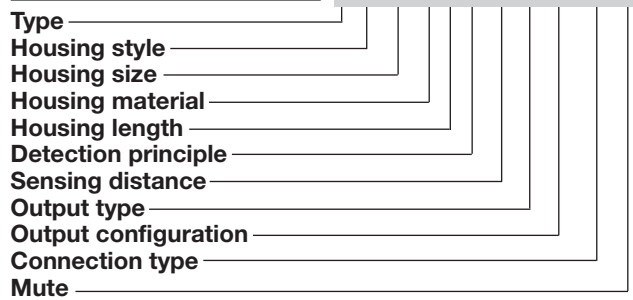 Type
Housing style
Housing size
Housing material
Housing length
Detection principle
Sensing distance
Output type
Output configuration
Connection type
Mute